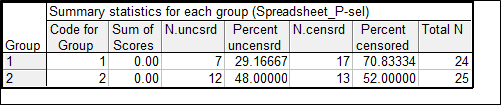 Summary statistics for each group (Spreadsheet_P-sel)
Group Code for Group Sum of Scores N.uncsrd Percent uncensrd N.censrd Percent censored Total N
1 1 0.00 7 29.16667 17 70.83334 24
2 2 0.00 12 48.00000 13 52.00000 25